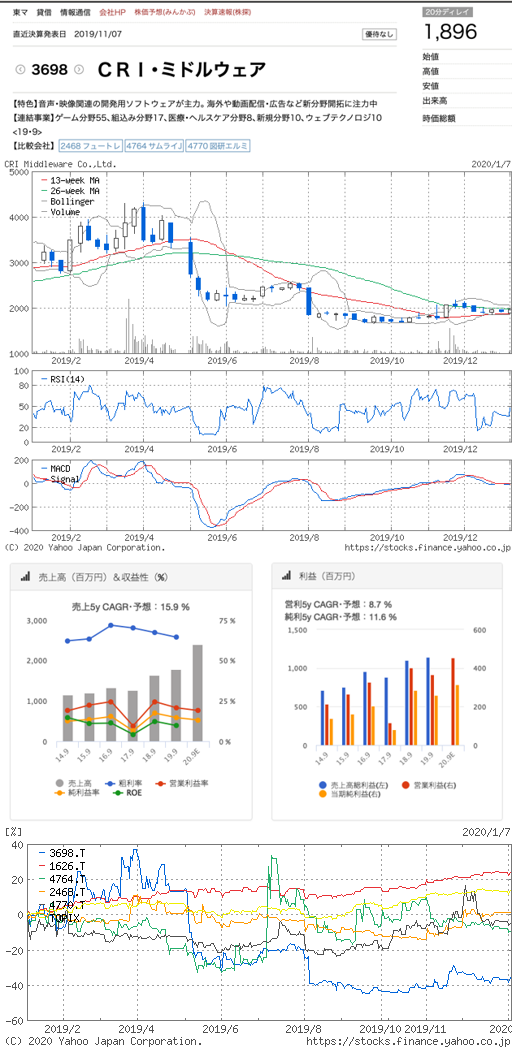 東マ 貸借 情報通信 会社HP 株価予想(みんかぶ) 決算速報(株探)
20分ディレイ
1,896
直近決算発表日 2019/11/07
優待なし
3698 CRI・ミドルウェア
始値
高値
安値
出来高
時価総額
【特色】音声・映像関連の開発用ソフトウェアが主力。海外や動画配信・広告など新分野開拓に注力中
【連結事業】ゲーム分野55、組込み分野17、医療・ヘルスケア分野8、新規分野10、ウェブテクノロジ10
<19・9>
【比較会社】 2468 フュートレ 4764 サムライJ 4770 図研エルミ
CRI Middleware Co.,Ltd. 2020/1/7
5000
13-week MA
26-week MA
Bollinger
Volume
4000
3000
2000
1000
2019/2 2019/4 2019/6 2019/8 2019/10 2019/12
100
RSI(14)
50
0
2019/2 2019/4 2019/6 2019/8 2019/10 2019/12
200
MACD
Signal
0
-200
-400
2019/2 2019/4 2019/6 2019/8 2019/10 2019/12
(C) 2020 Yahoo Japan Corporation. https://stocks.finance.yahoo.co.jp
売上高（百万円）＆収益性（%）
売上5y CAGR・予想：15.9 %
3,000 75 %
2,000 50 %
1,000 25 %
0 0 %
14.9 15.9 16.9 17.9 18.9 19.9 20.9E
売上高 粗利率 営業利益率
純利益率 ROE
利益（百万円）
営利5y CAGR・予想：8.7 %
純利5y CAGR・予想：11.6 %
1,500 600
1,000 400
500 200
0 0
14.9 15.9 16.9 17.9 18.9 19.9 20.9E
売上高総利益(左) 営業利益(右)
当期純利益(右)
[%] 2020/1/7
40
3698.T
1626.T
4764.T
2468.T
4770.T
TOPIX
20
0
-20
-40
-60
2019/2 2019/4 2019/6 2019/8 2019/10 2019/11 2020
(C) 2020 Yahoo Japan Corporation. https://stocks.finance.yahoo.co.jp